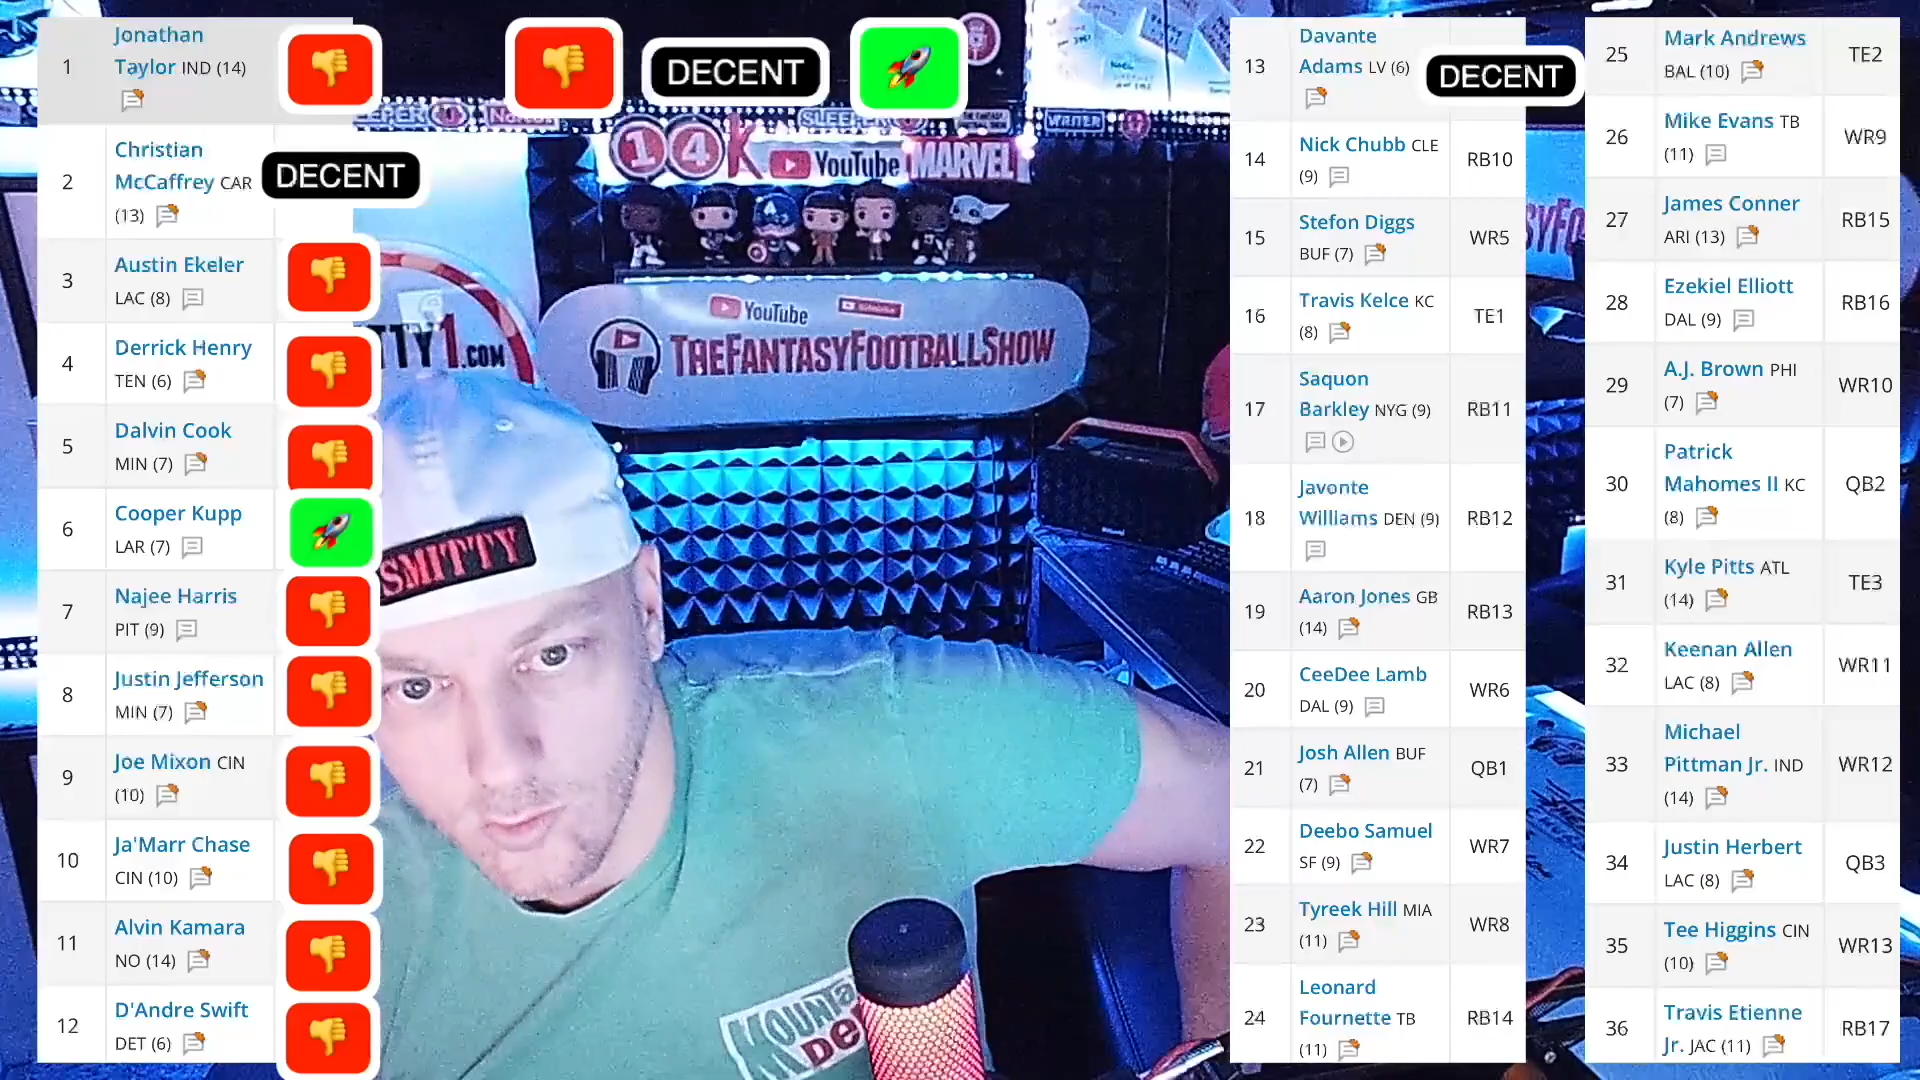 1
Jonathan
Taylor IND (14)
2
Christian
McCaffrey CAR
(13)
DECENT
3
Austin Ekeler
LAC (8)
4
Derrick Henry
TEN (6)
5
Dalvin Cook
MIN (7)
6
Cooper Kupp
LAR (7)
7
Najee Harris
PIT (9)
8
Justin Jefferson
MIN (7)
9
Joe Mixon CIN
(10)
10
Ja'Marr Chase
CIN (10)
11
Alvin Kamara
NO (14)
12
D'Andre Swift
DET (6)
DECENT
SLEEPER
WRITER
14K
YouTube
MARVEL
YouTube
THEFANTASYFOOTBALLSHOW
TTY1.COM
SMITTY
13
Davante
Adams LV (6)
DECENT
14
Nick Chubb CLE
(9)
RB10
15
Stefon Diggs
BUF (7)
WR5
16
Travis Kelce KC
(8)
TE1
17
Saquon
Barkley NYG (9)
RB11
18
Javonte
Williams DEN (9)
RB12
19
Aaron Jones GB
(14)
RB13
20
CeeDee Lamb
DAL (9)
WR6
21
Josh Allen BUF
(7)
QB1
22
Deebo Samuel
SF (9)
WR7
23
Tyreek Hill MIA
(11)
WR8
24
Leonard
Fournette TB
(11)
RB14
25
Mark Andrews
BAL (10)
TE2
26
Mike Evans TB
(11)
WR9
27
James Conner
ARI (13)
RB15
28
Ezekiel Elliott
DAL (9)
RB16
29
A.J. Brown PHI
(7)
WR10
30
Patrick
Mahomes II KC
(8)
QB2
31
Kyle Pitts ATL
(14)
TE3
32
Keenan Allen
LAC (8)
WR11
33
Michael
Pittman Jr. IND
(14)
WR12
34
Justin Herbert
LAC (8)
QB3
35
Tee Higgins CIN
(10)
WR13
36
Travis Etienne
Jr. JAC (11)
RB17